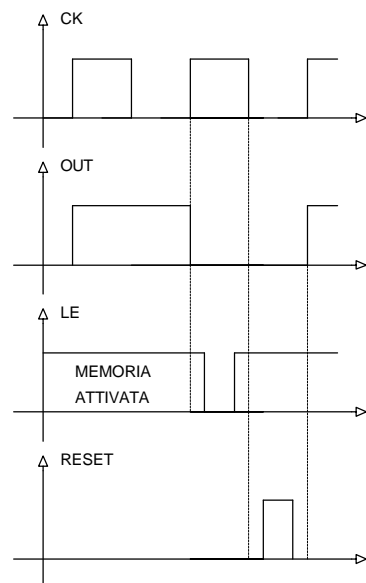 CK
OUT
LE
MEMORIA
ATTIVATA
RESET